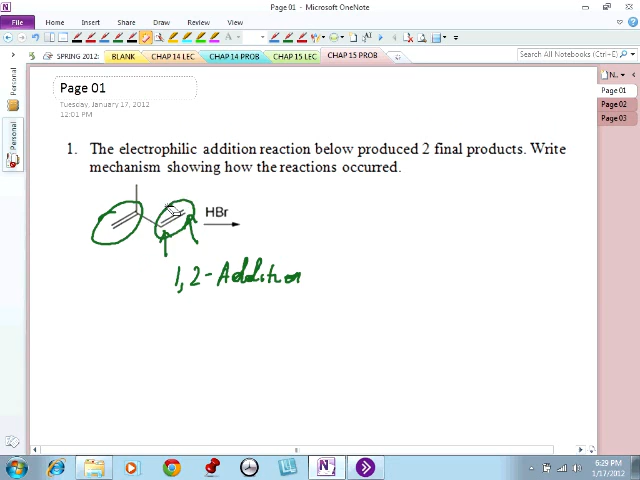 Page 01 - Microsoft OneNote
File
Home
Insert
Share
Draw
Review
View
SPRING 2012:
BLANK
CHAP 14 LEC
CHAP 14 PROB
CHAP 15 LEC
CHAP 15 PROB
Search All Notebooks (Ctrl+E)
Personal
Personal
Page 01
Tuesday, January 17, 2012
12:01 PM
N..
Page 01
Page 02
Page 03
1. The electrophilic addition reaction below produced 2 final products. Write
mechanism showing how the reactions occurred.
HBr
1,2-Addition
6:29 PM
1/17/2012